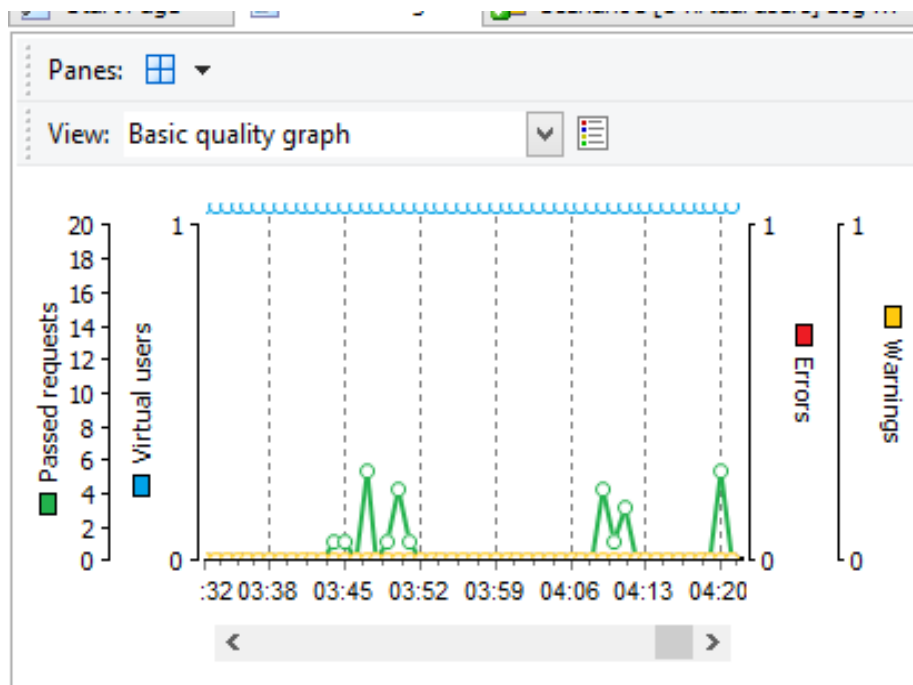 Panes:
View: Basic quality graph
20
18
16
14
12
10
8
6
4
2
0
Passed requests
1
0
Virtual users
1
0
Errors
1
0
Warnings
:32 03:38 03:45 03:52 03:59 04:06 04:13 04:20